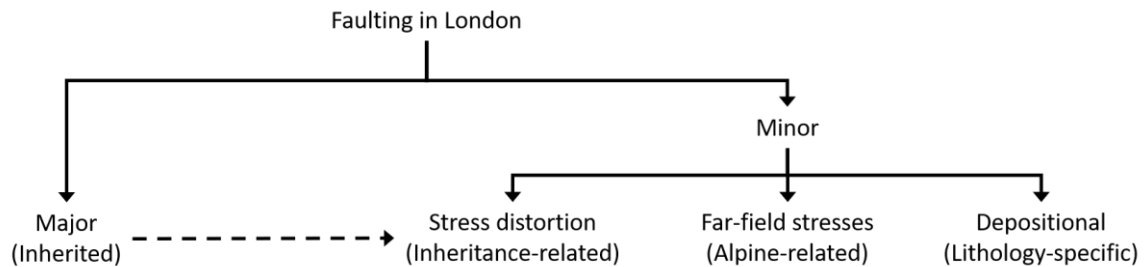 Faulting in London
Minor
Major
(Inherited)
Stress distortion
(Inheritance-related)
Far-field stresses
(Alpine-related)
Depositional
(Lithology-specific)